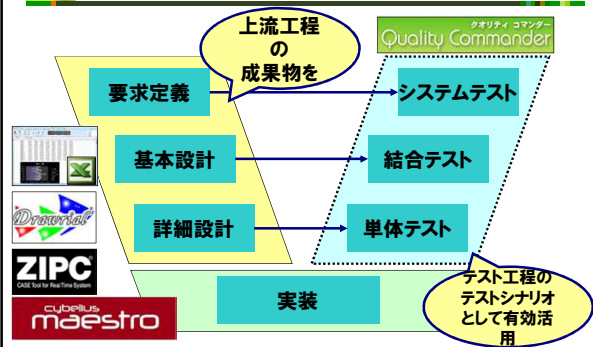 上流工程
の
成果物を
クオリティ コマンダー
Quality Commander
要求定義
システムテスト
基本設計
結合テスト
Drawrial
詳細設計
単体テスト
ZIPC
CASE Tool for RealTime System
実装
cybelius
maestro
テスト工程の
テストシナリオ
として有効活
用